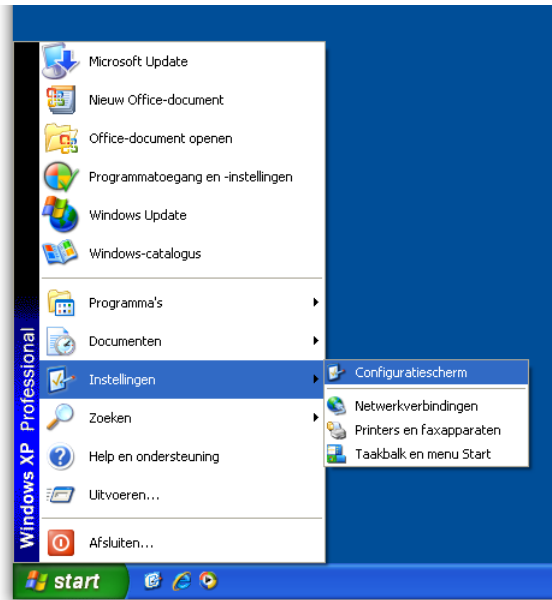 Microsoft Update
Nieuw Office-document
Office-document openen
Programmatoegang en -instellingen
Windows Update
Windows-catalogus
Programma's
Documenten
Instellingen
Zoeken
Help en ondersteuning
Uitvoeren...
Afsluiten...
Configuratiescherm
Netwerkverbindingen
Printers en faxapparaten
Taakbalk en menu Start
Windows XP Professional
start